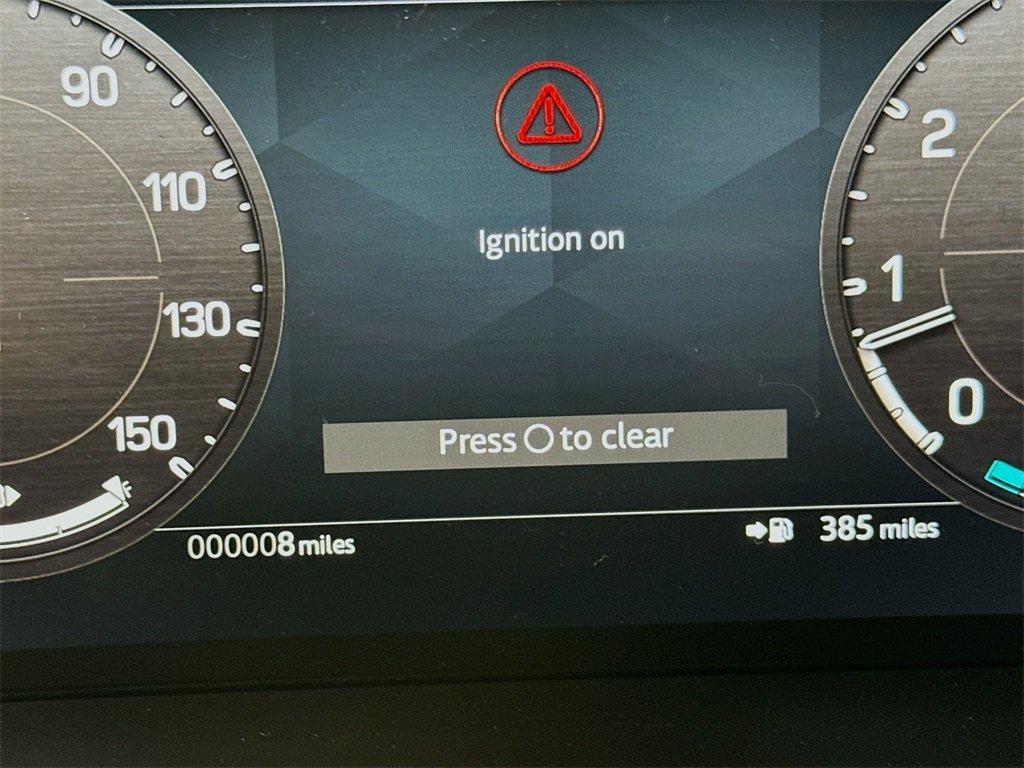 90
110
130
150
Ignition on
Press O to clear
2
1
0
000008 miles
385 miles